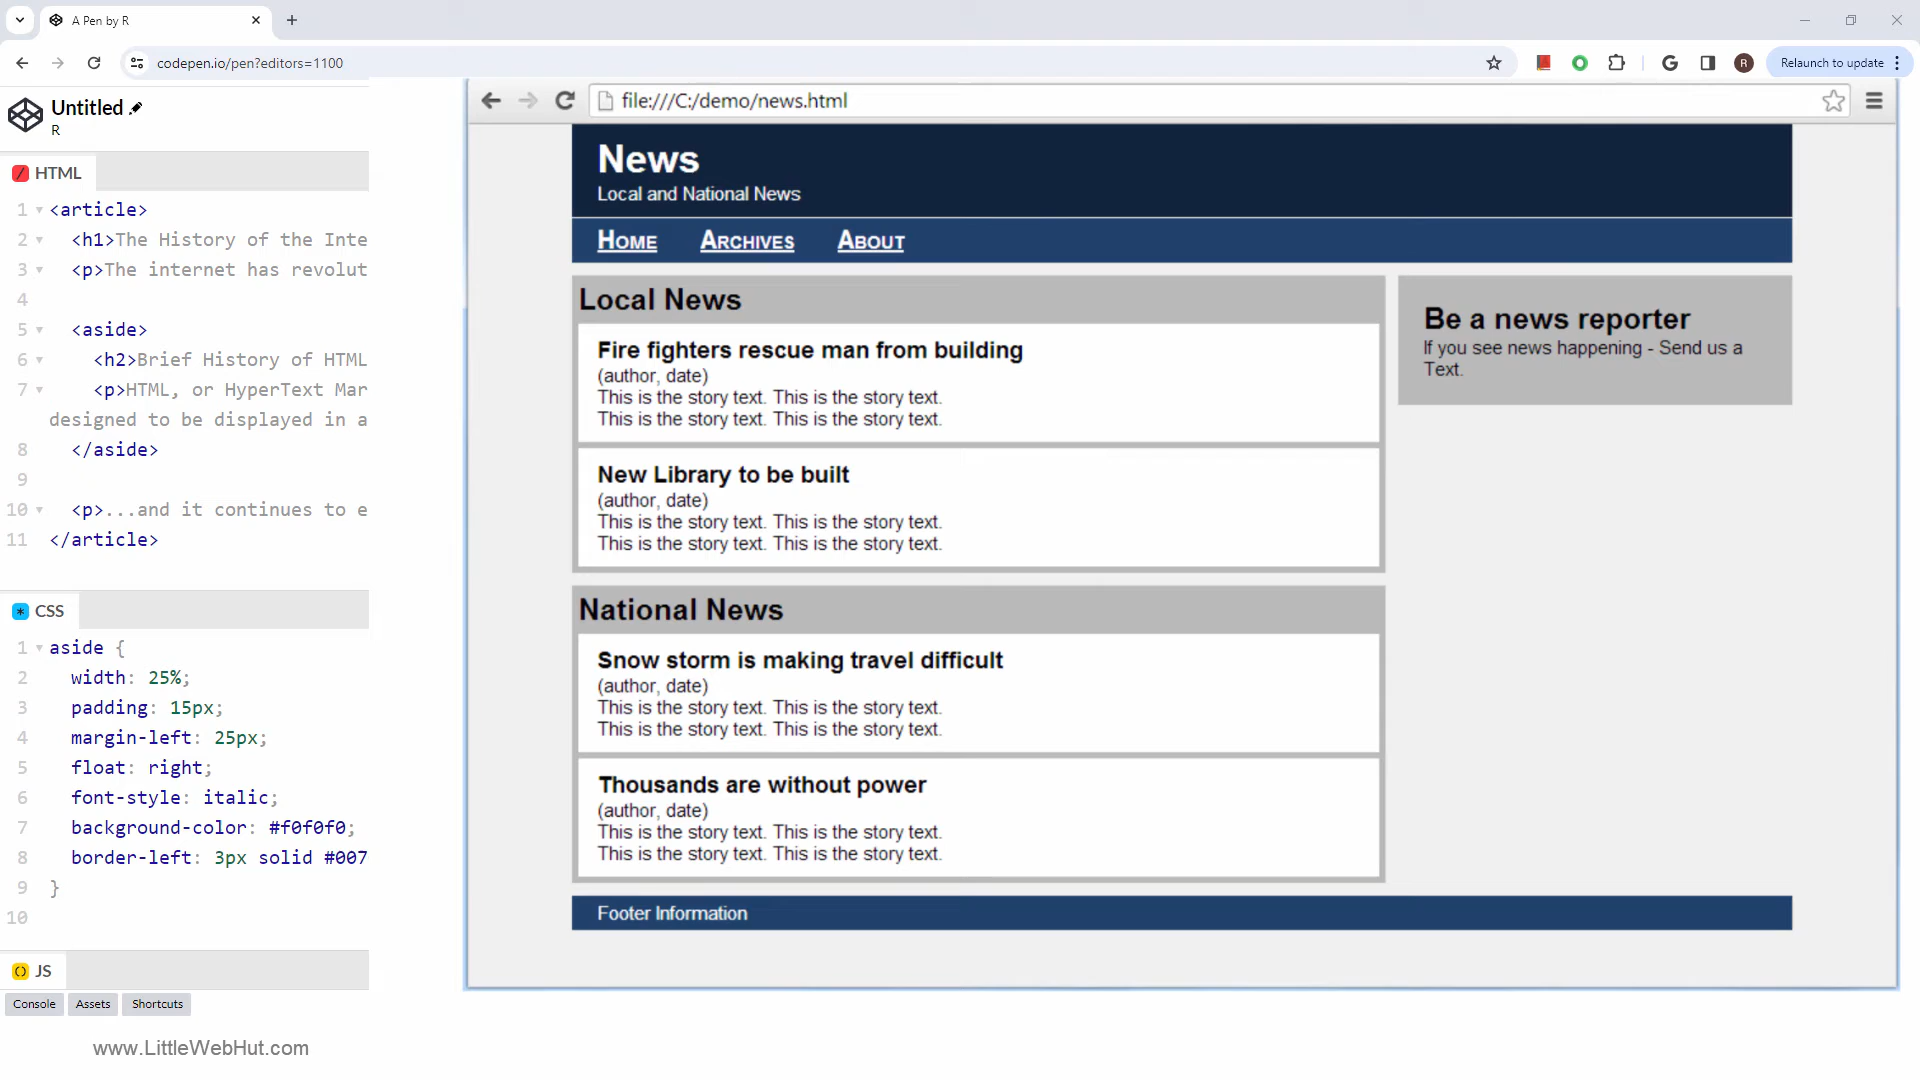 A Pen by R
codepen.io/pen?editors=1100
R
Relaunch to update
Untitled
R
HTML
1 <article>
2 <h1>The History of the Inte
3 <p>The internet has revolut
4
5 <aside>
6 <h2>Brief History of HTML
7 <p>HTML, or HyperText Mar
designed to be displayed in a
8 </aside>
9
10 <p>...and it continues to e
11 </article>
CSS
1 aside {
2 width: 25%;
3 padding: 15px;
4 margin-left: 25px;
5 float: right;
6 font-style: italic;
7 background-color: #f0f0f0;
8 border-left: 3px solid #007
9 }
10
JS
Console Assets Shortcuts
www.LittleWebHut.com
file:///C:/demo/news.html
News
Local and National News
Home Archives About
Local News
Fire fighters rescue man from building
(author, date)
This is the story text. This is the story text.
This is the story text. This is the story text.
New Library to be built
(author, date)
This is the story text. This is the story text.
This is the story text. This is the story text.
National News
Snow storm is making travel difficult
(author, date)
This is the story text. This is the story text.
This is the story text. This is the story text.
Thousands are without power
(author, date)
This is the story text. This is the story text.
This is the story text. This is the story text.
Be a news reporter
If you see news happening - Send us a
Text.
Footer Information